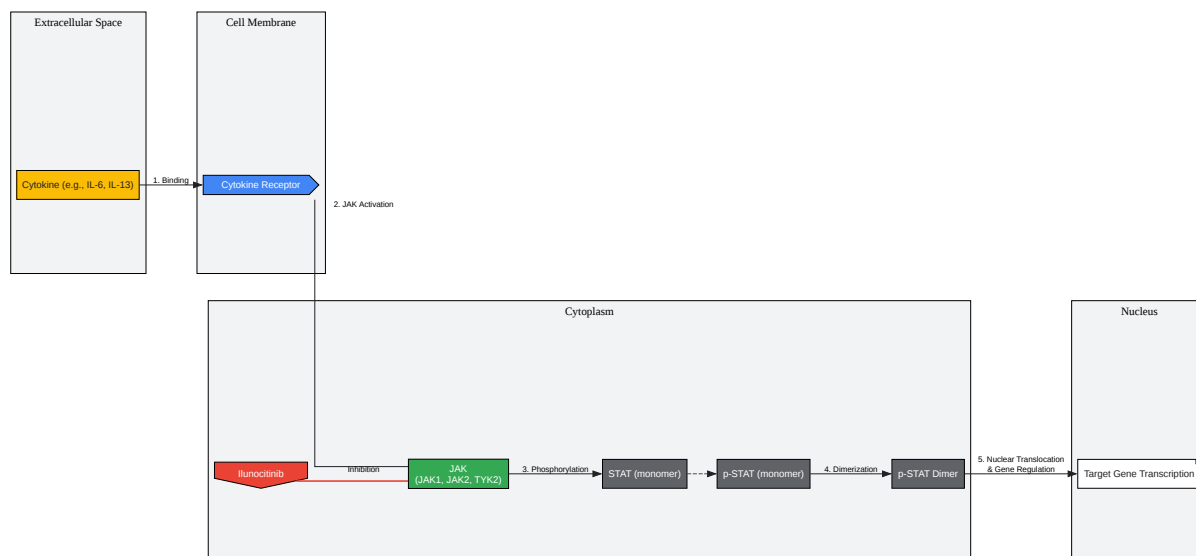 Extracellular Space
Cell Membrane
Cytokine (e.g., IL-6, IL-13)
1. Binding
Cytokine Receptor
2. JAK Activation
Cytoplasm
Nucleus
Ilunocitinib
Inhibition
JAK
(JAK1, JAK2, TYK2)
3. Phosphorylation
STAT (monomer)
p-STAT (monomer)
4. Dimerization
p-STAT Dimer
5. Nuclear Translocation
& Gene Regulation
Target Gene Transcription